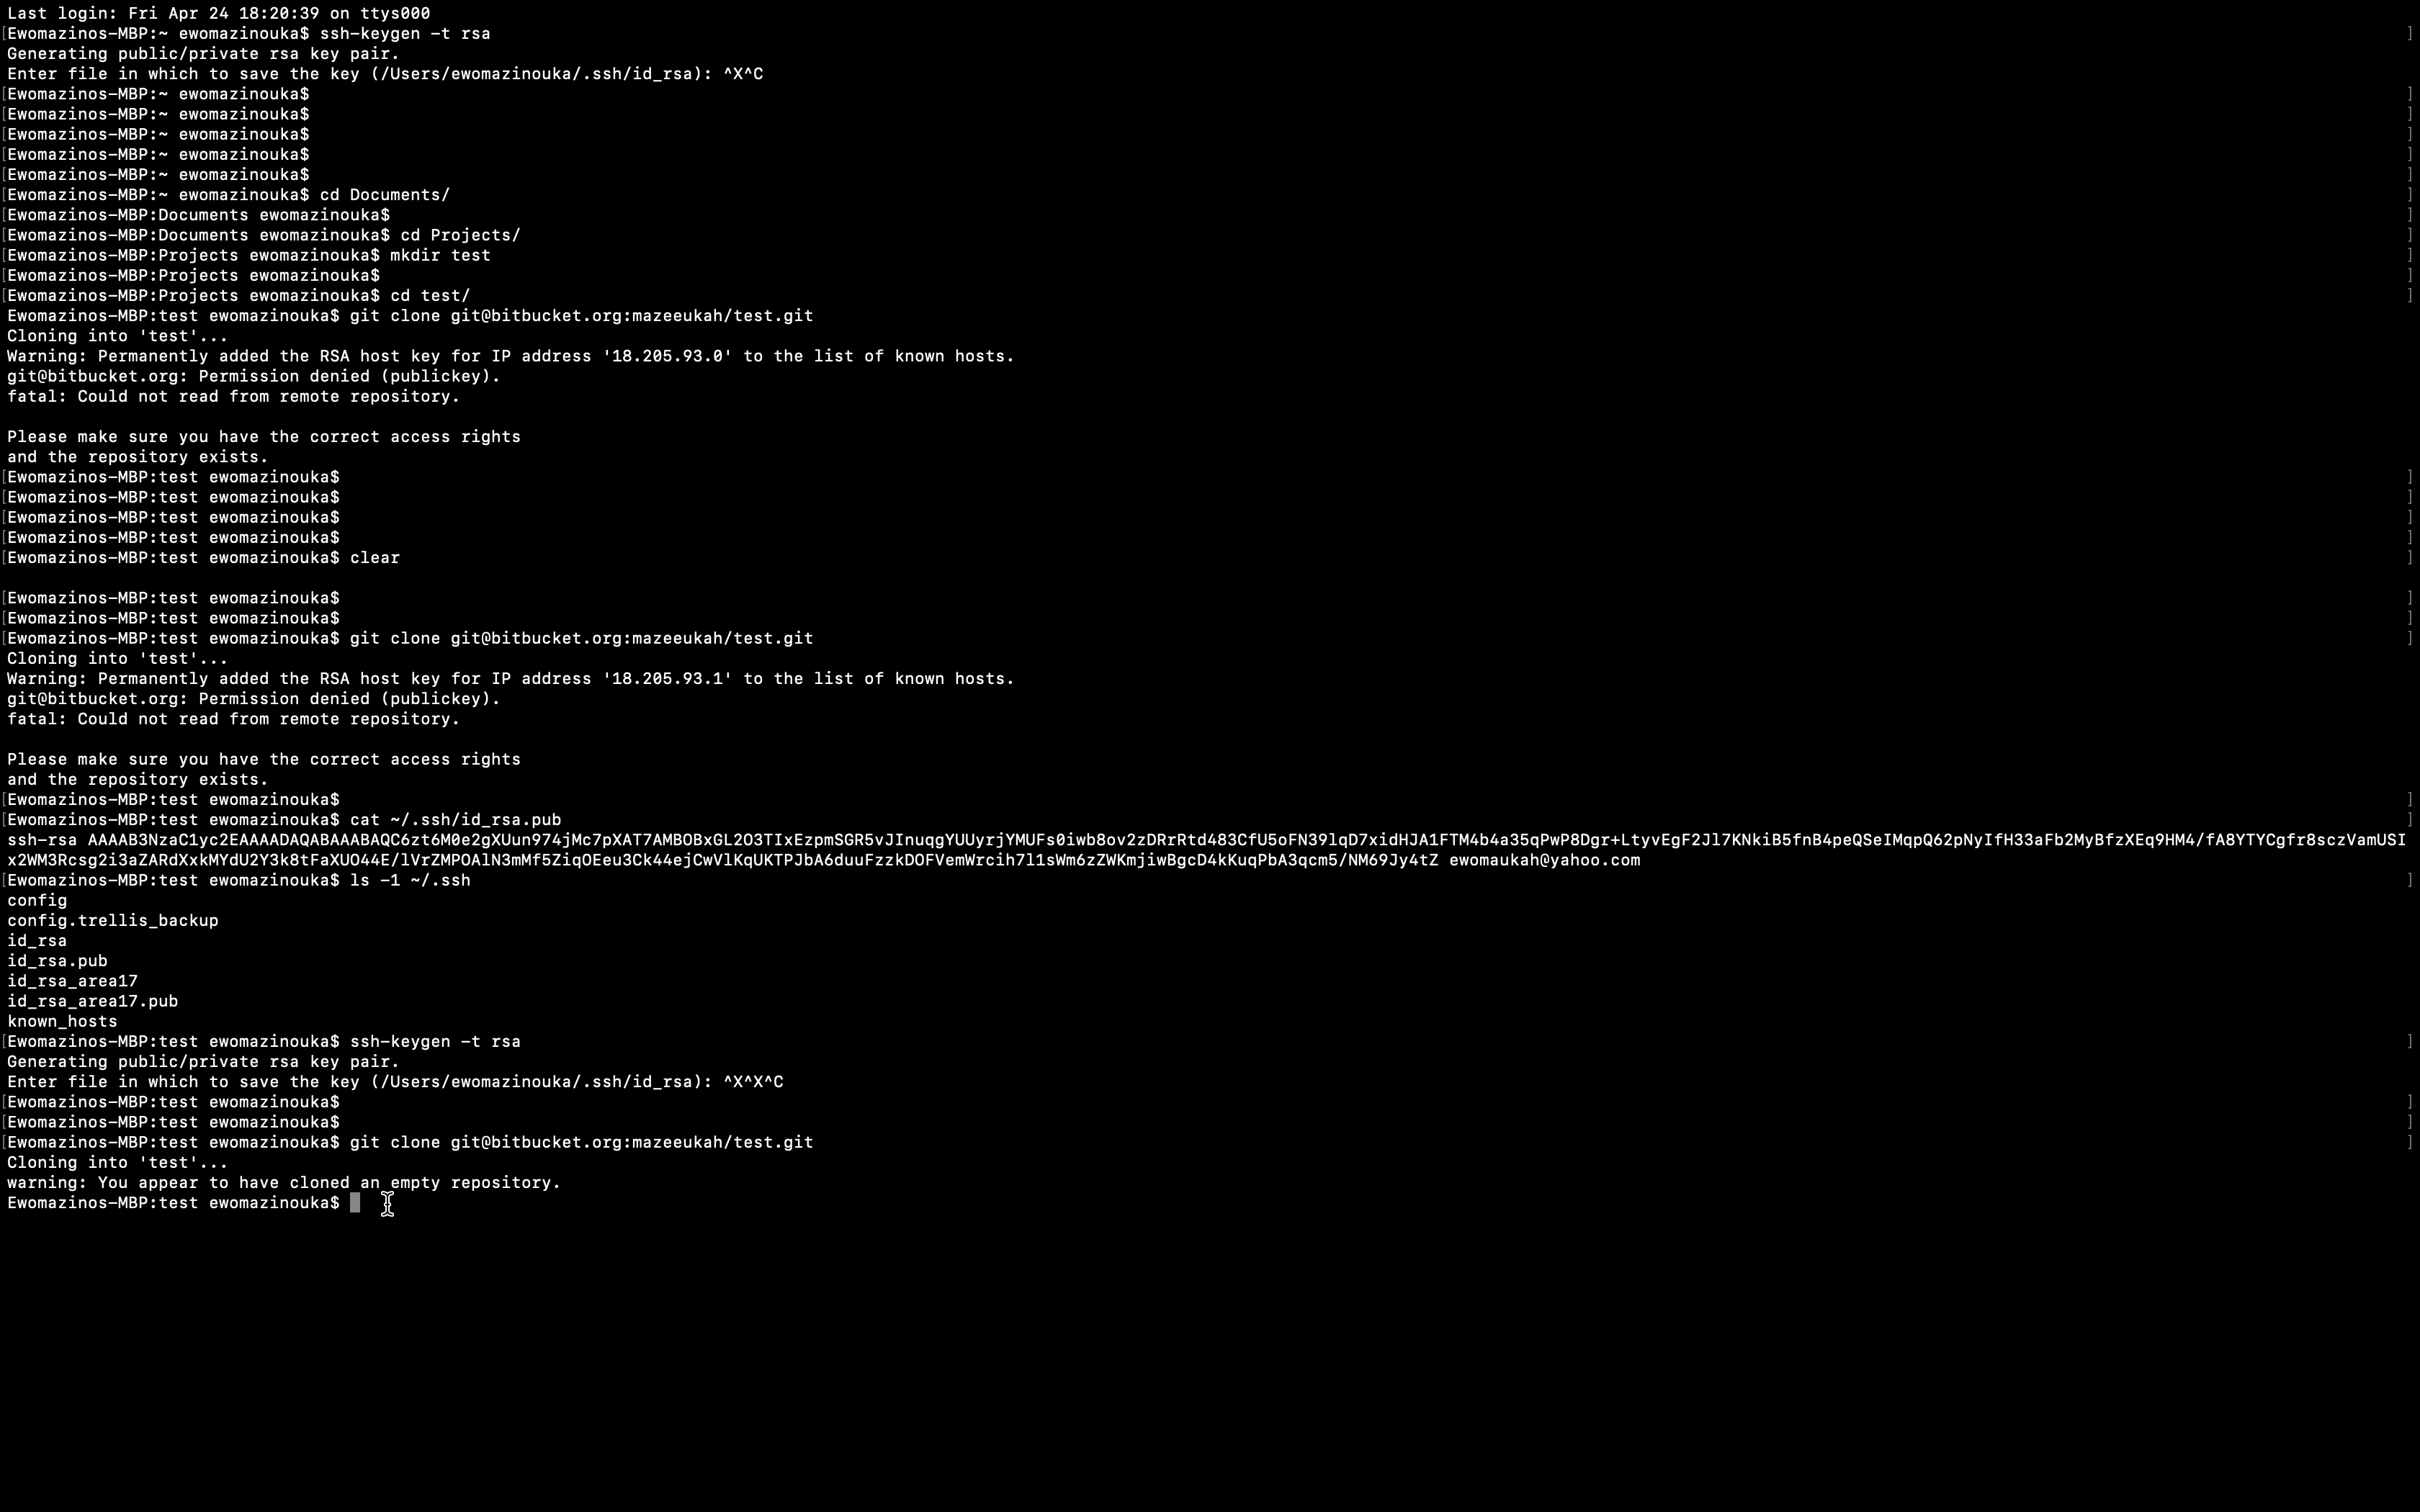 Last login: Fri Apr 24 18:20:39 on ttys000
[Ewomazinos-MBP:~ ewomazinouka$ ssh-keygen -t rsa ]
Generating public/private rsa key pair.
Enter file in which to save the key (/Users/ewomazinouka/.ssh/id_rsa): ^X^C
[Ewomazinos-MBP:~ ewomazinouka$ ]
[Ewomazinos-MBP:~ ewomazinouka$ ]
[Ewomazinos-MBP:~ ewomazinouka$ ]
[Ewomazinos-MBP:~ ewomazinouka$ ]
[Ewomazinos-MBP:~ ewomazinouka$ ]
[Ewomazinos-MBP:~ ewomazinouka$ cd Documents/ ]
[Ewomazinos-MBP:Documents ewomazinouka$ ]
[Ewomazinos-MBP:Documents ewomazinouka$ cd Projects/ ]
[Ewomazinos-MBP:Projects ewomazinouka$ mkdir test ]
[Ewomazinos-MBP:Projects ewomazinouka$ ]
[Ewomazinos-MBP:Projects ewomazinouka$ cd test/ ]
Ewomazinos-MBP:test ewomazinouka$ git clone git@bitbucket.org:mazeeukah/test.git
Cloning into 'test'...
Warning: Permanently added the RSA host key for IP address '18.205.93.0' to the list of known hosts.
git@bitbucket.org: Permission denied (publickey).
fatal: Could not read from remote repository.
Please make sure you have the correct access rights
and the repository exists.
[Ewomazinos-MBP:test ewomazinouka$ ]
[Ewomazinos-MBP:test ewomazinouka$ ]
[Ewomazinos-MBP:test ewomazinouka$ ]
[Ewomazinos-MBP:test ewomazinouka$ ]
[Ewomazinos-MBP:test ewomazinouka$ clear ]
[Ewomazinos-MBP:test ewomazinouka$ ]
[Ewomazinos-MBP:test ewomazinouka$ ]
[Ewomazinos-MBP:test ewomazinouka$ git clone git@bitbucket.org:mazeeukah/test.git ]
Cloning into 'test'...
Warning: Permanently added the RSA host key for IP address '18.205.93.1' to the list of known hosts.
git@bitbucket.org: Permission denied (publickey).
fatal: Could not read from remote repository.
Please make sure you have the correct access rights
and the repository exists.
[Ewomazinos-MBP:test ewomazinouka$ ]
[Ewomazinos-MBP:test ewomazinouka$ cat ~/.ssh/id_rsa.pub ]
ssh-rsa AAAAB3NzaC1yc2EAAAADAQABAAABAQC6zt6M0e2gXUun974jMc7pXAT7AMBOBxGL2O3TIxEzpmSGR5vJInuqgYUUyrjYMUFs0iwb8ov2zDRrRtd483CfU5oFN39lqD7xidHJA1FTM4b4a35qPwP8Dgr+LtyvEgF2Jl7KNkiB5fnB4peQSeIMqpQ62pNyIfH33aFb2MyBfzXEq9HM4/fA8YTYCgfr8sczVamUSI
x2WM3Rcsg2i3aZARdXxkMYdU2Y3k8tFaXUO44E/lVrZMPOAlN3mMf5ZiqOEeu3Ck44ejCwVlKqUKTPJbA6duuFzzkDOFVemWrcih7l1sWm6zZWKmjiwBgcD4kKuqPbA3qcm5/NM69Jy4tZ ewomaukah@yahoo.com
[Ewomazinos-MBP:test ewomazinouka$ ls -1 ~/.ssh ]
config
config.trellis_backup
id_rsa
id_rsa.pub
id_rsa_area17
id_rsa_area17.pub
known_hosts
[Ewomazinos-MBP:test ewomazinouka$ ssh-keygen -t rsa ]
Generating public/private rsa key pair.
Enter file in which to save the key (/Users/ewomazinouka/.ssh/id_rsa): ^X^X^C
[Ewomazinos-MBP:test ewomazinouka$ ]
[Ewomazinos-MBP:test ewomazinouka$ ]
[Ewomazinos-MBP:test ewomazinouka$ git clone git@bitbucket.org:mazeeukah/test.git ]
Cloning into 'test'...
warning: You appear to have cloned an empty repository.
Ewomazinos-MBP:test ewomazinouka$